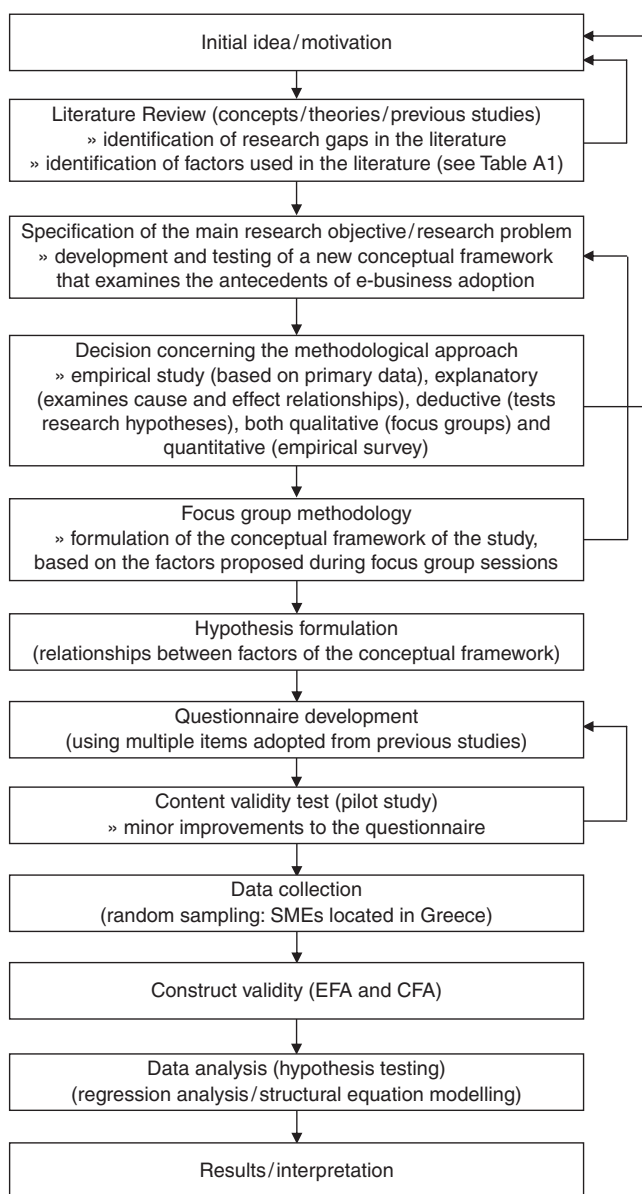 Initial idea/motivation
Literature Review (concepts/theories/previous studies)
» identification of research gaps in the literature
» identification of factors used in the literature (see Table A1)
Specification of the main research objective/research problem
» development and testing of a new conceptual framework
that examines the antecedents of e-business adoption
Decision concerning the methodological approach
» empirical study (based on primary data), explanatory
(examines cause and effect relationships), deductive (tests
research hypotheses), both qualitative (focus groups) and
quantitative (empirical survey)
Focus group methodology
» formulation of the conceptual framework of the study,
based on the factors proposed during focus group sessions
Hypothesis formulation
(relationships between factors of the conceptual framework)
Questionnaire development
(using multiple items adopted from previous studies)
Content validity test (pilot study)
» minor improvements to the questionnaire
Data collection
(random sampling: SMEs located in Greece)
Construct validity (EFA and CFA)
Data analysis (hypothesis testing)
(regression analysis/structural equation modelling)
Results/interpretation